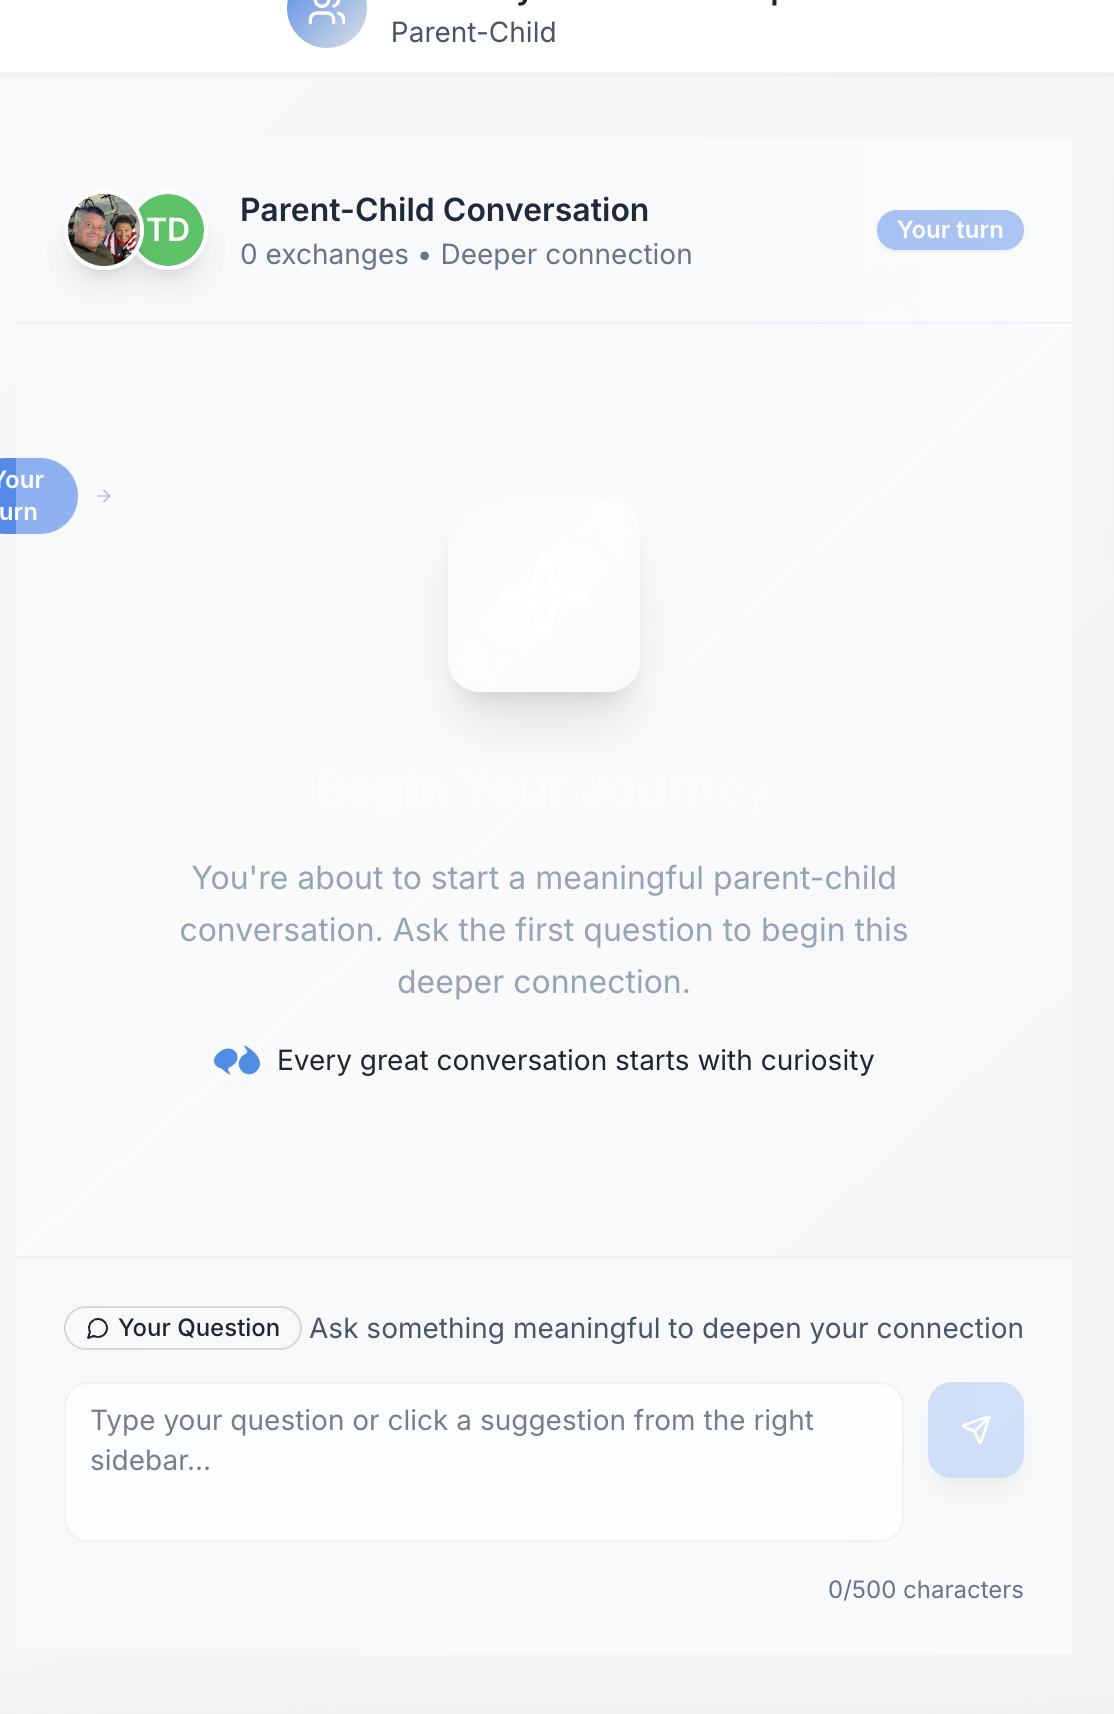 Parent-Child
TD
Parent-Child Conversation
0 exchanges • Deeper connection
Your turn
Your
urn
Begin Your Journey
You're about to start a meaningful parent-child
conversation. Ask the first question to begin this
deeper connection.
Every great conversation starts with curiosity
Your Question
Ask something meaningful to deepen your connection
Type your question or click a suggestion from the right
sidebar...
0/500 characters